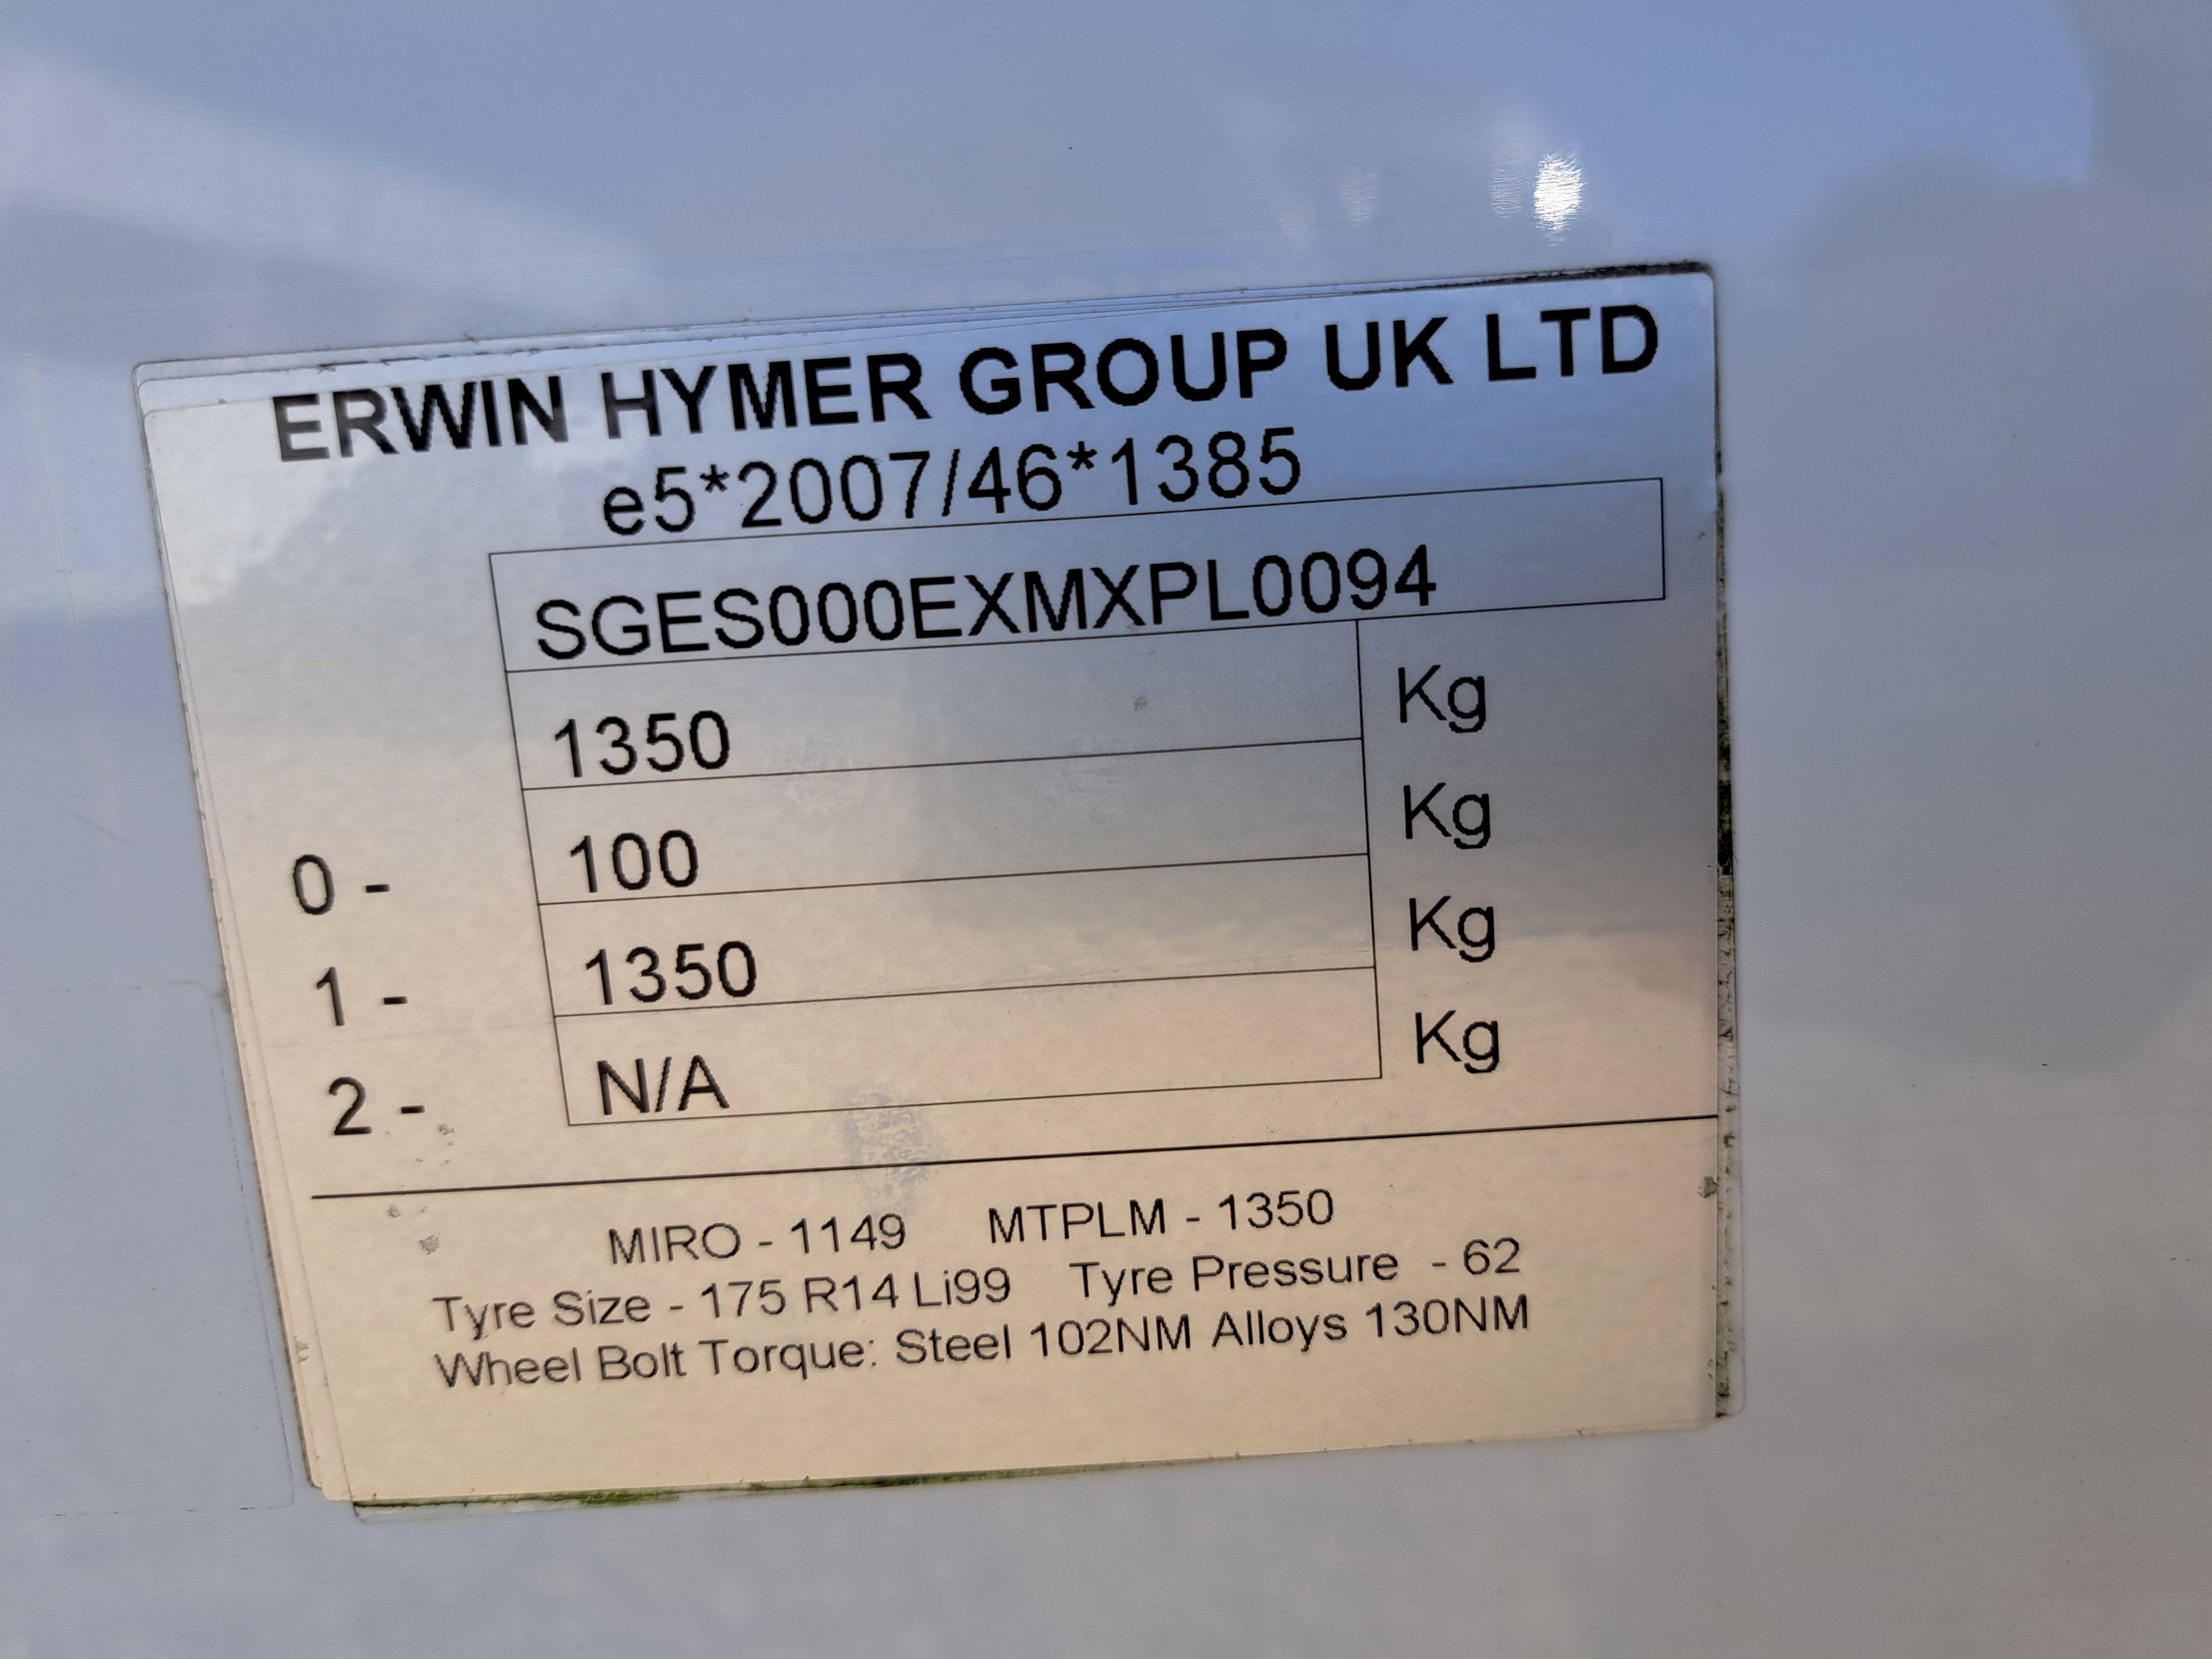 ERWIN HYMER GROUP UK LTD
e5*2007/46*1385
SGES000EXMXPL0094
1350 Kg
0 - 100 Kg
1 - 1350 Kg
2 - N/A Kg
MIRO - 1149 MTPLM - 1350
Tyre Size - 175 R14 Li99 Tyre Pressure - 62
Wheel Bolt Torque: Steel 102NM Alloys 130NM